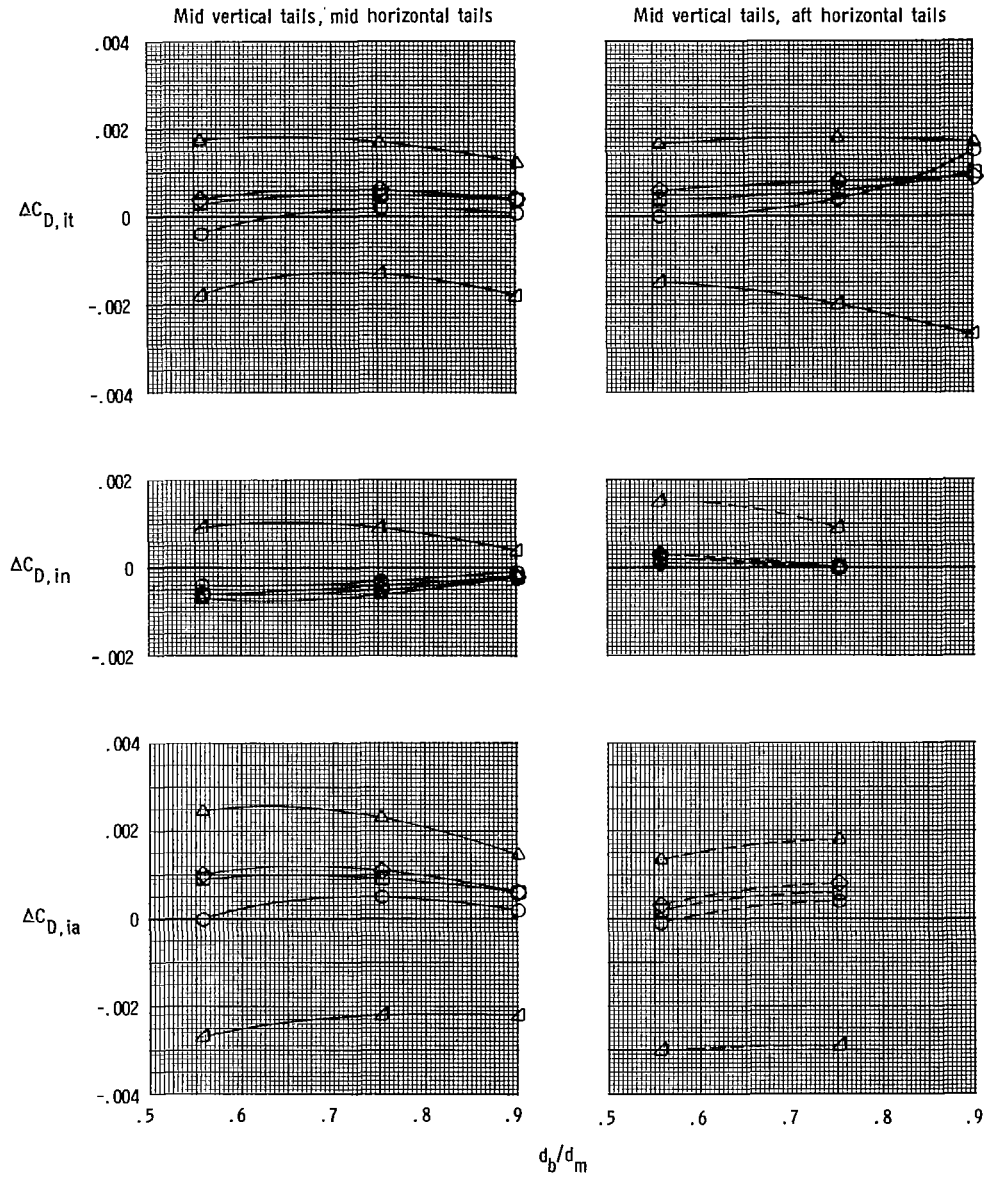 Mid vertical tails, mid horizontal tails
Mid vertical tails, aft horizontal tails
.004
.002
ΔC_D,it
0
-.002
-.004
.002
ΔC_D,in
0
-.002
.004
.002
ΔC_D,ia
0
-.002
-.004
.5 .6 .7 .8 .9
.5 .6 .7 .8 .9
d_b/d_m